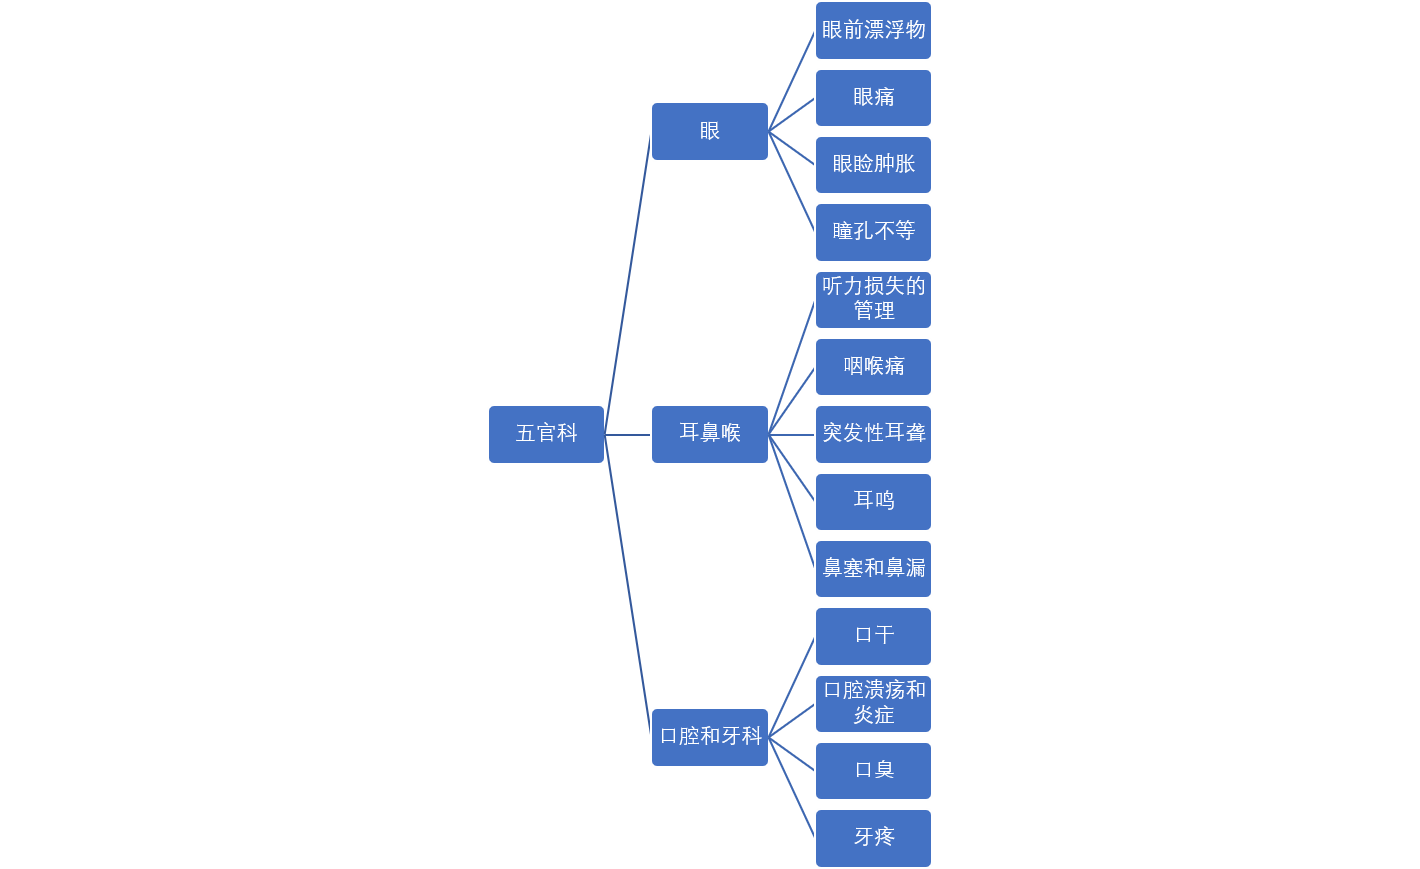 五官科
眼
眼前漂浮物
眼痛
眼睑肿胀
瞳孔不等
耳鼻喉
听力损失的
管理
咽喉痛
突发性耳聋
耳鸣
鼻塞和鼻漏
口腔和牙科
口干
口腔溃疡和
炎症
口臭
牙疼